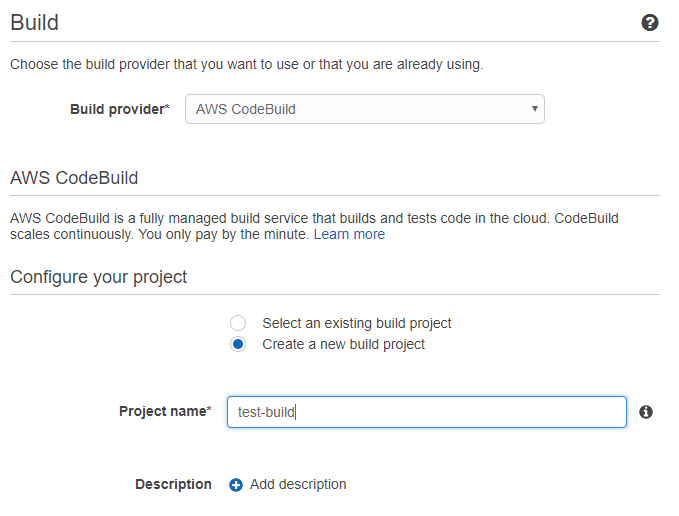 Build
Choose the build provider that you want to use or that you are already using.
Build provider* AWS CodeBuild
AWS CodeBuild
AWS CodeBuild is a fully managed build service that builds and tests code in the cloud. CodeBuild
scales continuously. You only pay by the minute. Learn more
Configure your project
Select an existing build project
Create a new build project
Project name* test-build
Description Add description